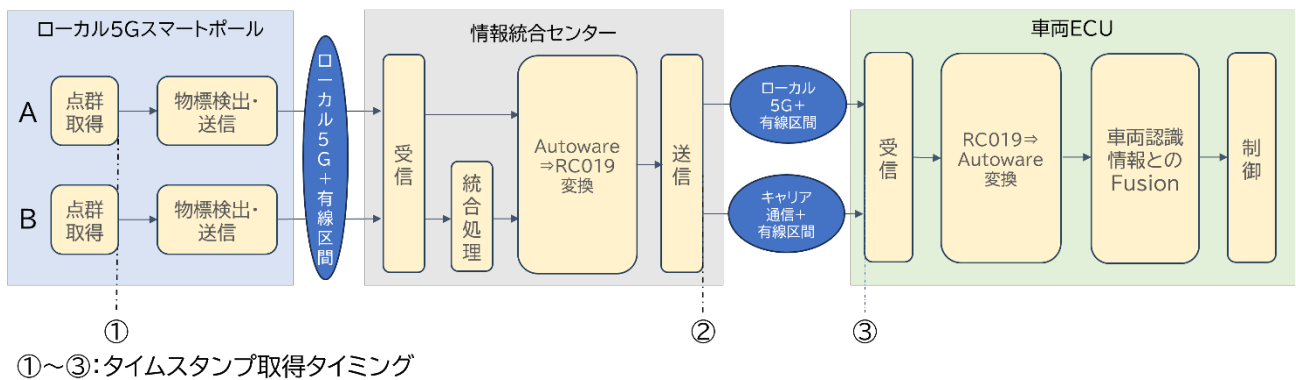 ローカル5Gスマートポール
情報統合センター
車両ECU
A
点群
取得
物標検出・
送信
B
点群
取得
物標検出・
送信
ローカル5G+有線区間
受信
統合処理
Autoware
⇒RC019
変換
送信
ローカル
5G+
有線区間
キャリア
通信+
有線区間
受信
RC019⇒
Autoware
変換
車両認識
情報との
Fusion
制御
①
②
③
①~③:タイムスタンプ取得タイミング